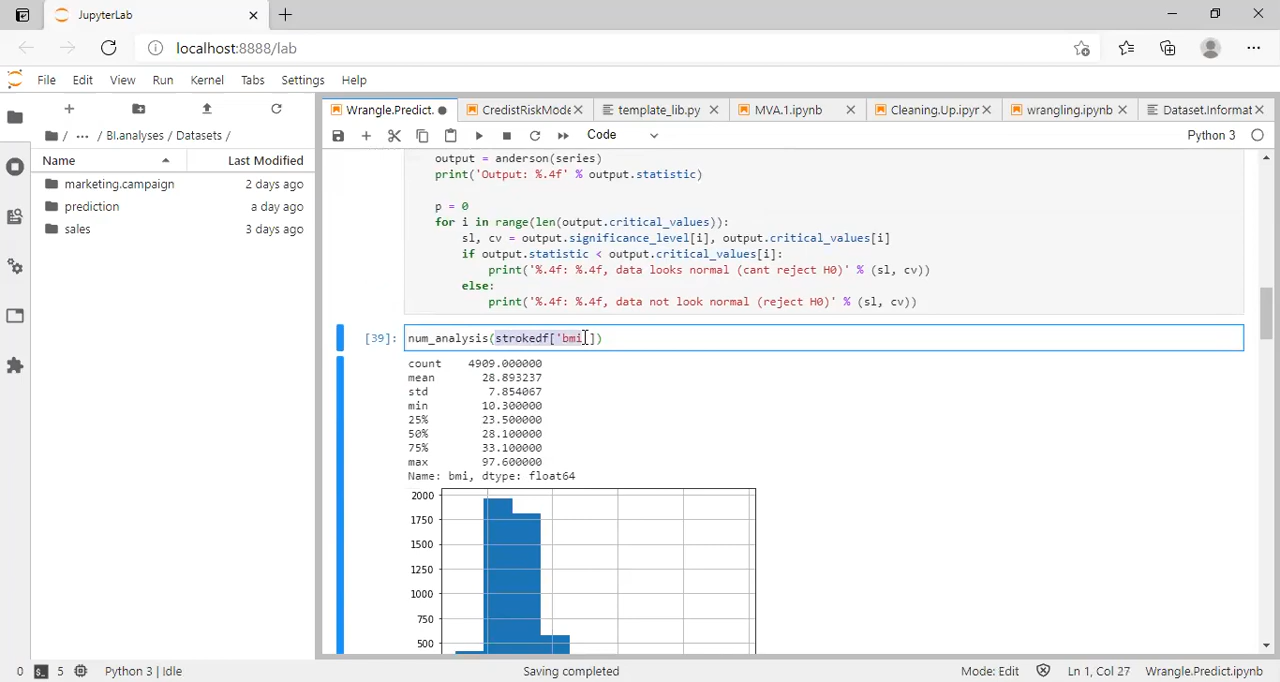 JupyterLab
localhost:8888/lab
File Edit View Run Kernel Tabs Settings Help
Wrangle.Predict. CredistRiskMode template_lib.py MVA.1.ipynb Cleaning.Up.ipyr wrangling.ipynb Dataset.Informat
/ ... / BI.analyses / Datasets /
Code
Python 3
Name Last Modified
marketing.campaign 2 days ago
prediction a day ago
sales 3 days ago
output = anderson(series)
print('Output: %.4f' % output.statistic)
p = 0
for i in range(len(output.critical_values)):
sl, cv = output.significance_level[i], output.critical_values[i]
if output.statistic < output.critical_values[i]:
print('%.4f: %.4f, data looks normal (cant reject H0)' % (sl, cv))
else:
print('%.4f: %.4f, data not look normal (reject H0)' % (sl, cv))
[39]: num_analysis(strokedf['bmi'])
count 4909.000000
mean 28.893237
std 7.854067
min 10.300000
25% 23.500000
50% 28.100000
75% 33.100000
max 97.600000
Name: bmi, dtype: float64
2000
1750
1500
1250
1000
750
500
0 5 Python 3 | Idle Saving completed Mode: Edit Ln 1, Col 27 Wrangle.Predict.ipynb